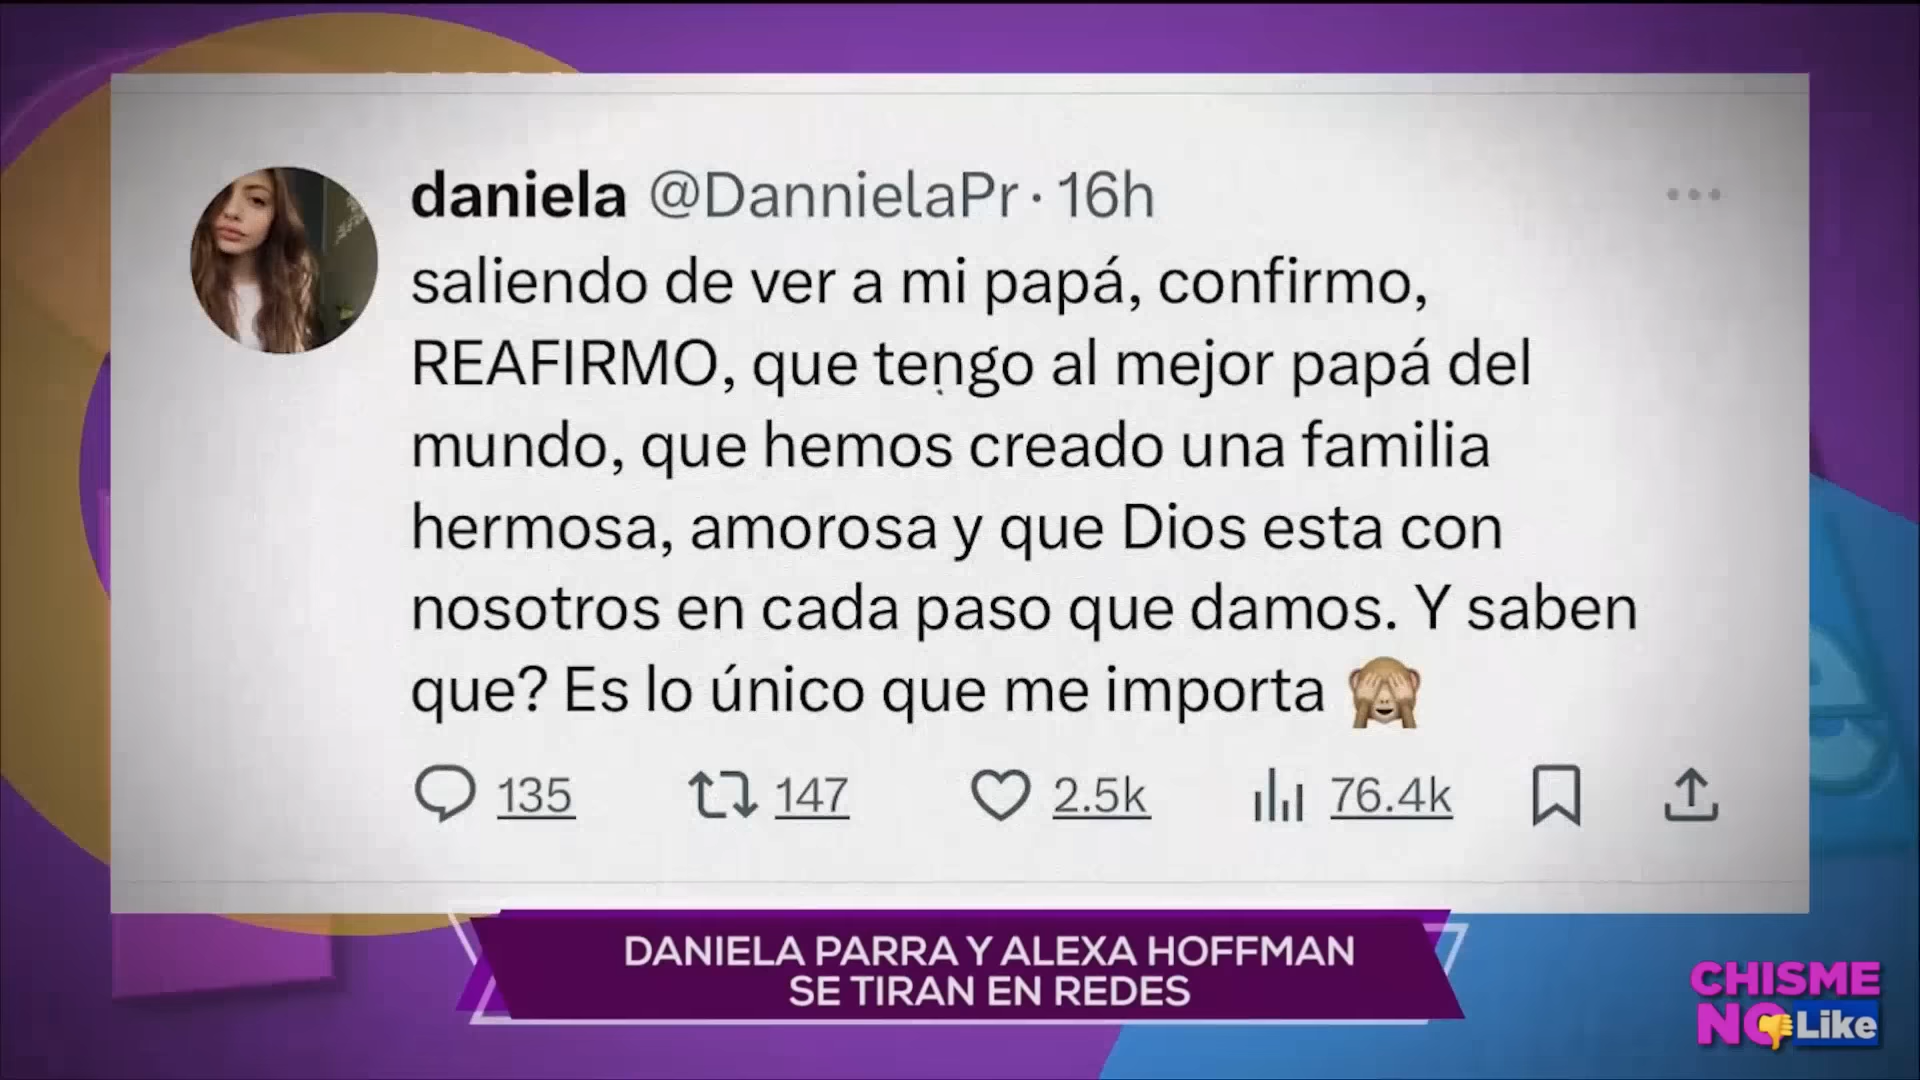 daniela @DannielaPr · 16h
saliendo de ver a mi papá, confirmo,
REAFIRMO, que tengo al mejor papá del
mundo, que hemos creado una familia
hermosa, amorosa y que Dios esta con
nosotros en cada paso que damos. Y saben
que? Es lo único que me importa 🙈
135 147 2.5k 76.4k
DANIELA PARRA Y ALEXA HOFFMAN
SE TIRAN EN REDES
CHISME
NO Like